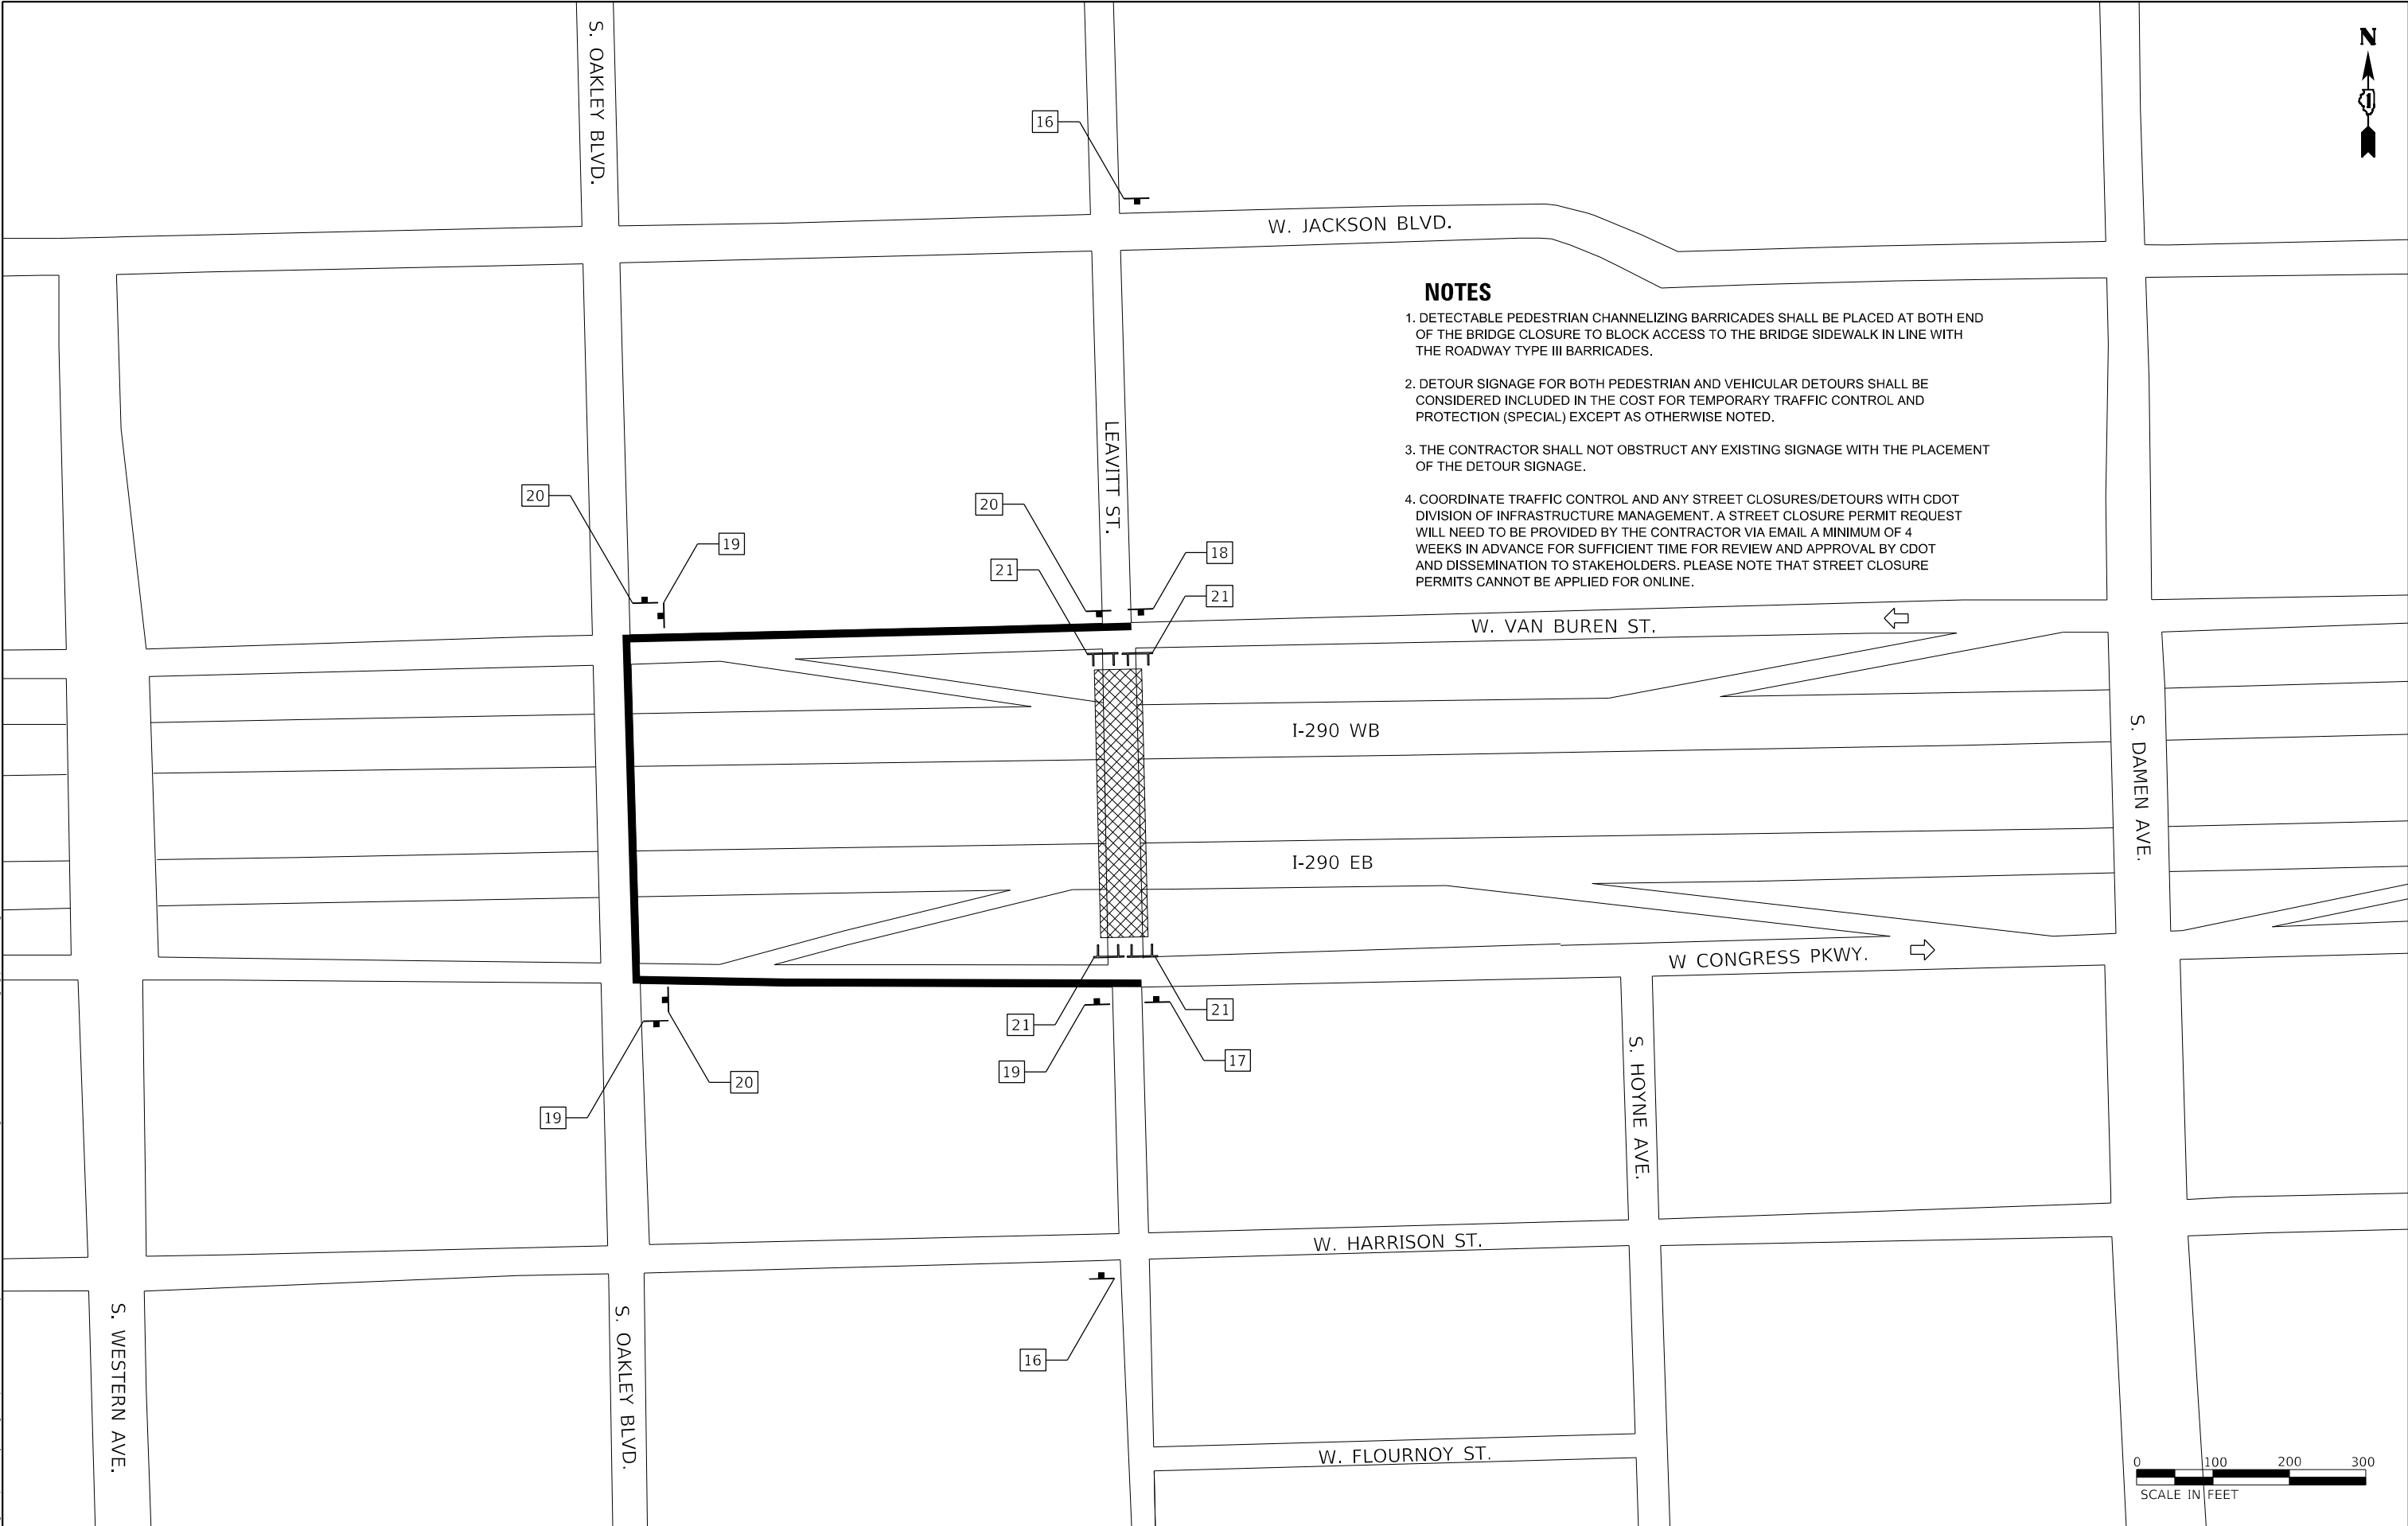 N
S. OAKLEY BLVD.
16
W. JACKSON BLVD.
NOTES
1. DETECTABLE PEDESTRIAN CHANNELIZING BARRICADES SHALL BE PLACED AT BOTH END
OF THE BRIDGE CLOSURE TO BLOCK ACCESS TO THE BRIDGE SIDEWALK IN LINE WITH
THE ROADWAY TYPE III BARRICADES.
2. DETOUR SIGNAGE FOR BOTH PEDESTRIAN AND VEHICULAR DETOURS SHALL BE
CONSIDERED INCLUDED IN THE COST FOR TEMPORARY TRAFFIC CONTROL AND
PROTECTION (SPECIAL) EXCEPT AS OTHERWISE NOTED.
3. THE CONTRACTOR SHALL NOT OBSTRUCT ANY EXISTING SIGNAGE WITH THE PLACEMENT
OF THE DETOUR SIGNAGE.
4. COORDINATE TRAFFIC CONTROL AND ANY STREET CLOSURES/DETOURS WITH CDOT
DIVISION OF INFRASTRUCTURE MANAGEMENT. A STREET CLOSURE PERMIT REQUEST
WILL NEED TO BE PROVIDED BY THE CONTRACTOR VIA EMAIL A MINIMUM OF 4
WEEKS IN ADVANCE FOR SUFFICIENT TIME FOR REVIEW AND APPROVAL BY CDOT
AND DISSEMINATION TO STAKEHOLDERS. PLEASE NOTE THAT STREET CLOSURE
PERMITS CANNOT BE APPLIED FOR ONLINE.
LEAVITT ST.
20
20
19
18
21
21
W. VAN BUREN ST.
I-290 WB
S. DAMEN AVE.
I-290 EB
W CONGRESS PKWY.
21
21
19
17
20
19
S. HOYNE AVE.
W. HARRISON ST.
S. WESTERN AVE.
S. OAKLEY BLVD.
16
W. FLOURNOY ST.
0 100 200 300
SCALE IN FEET